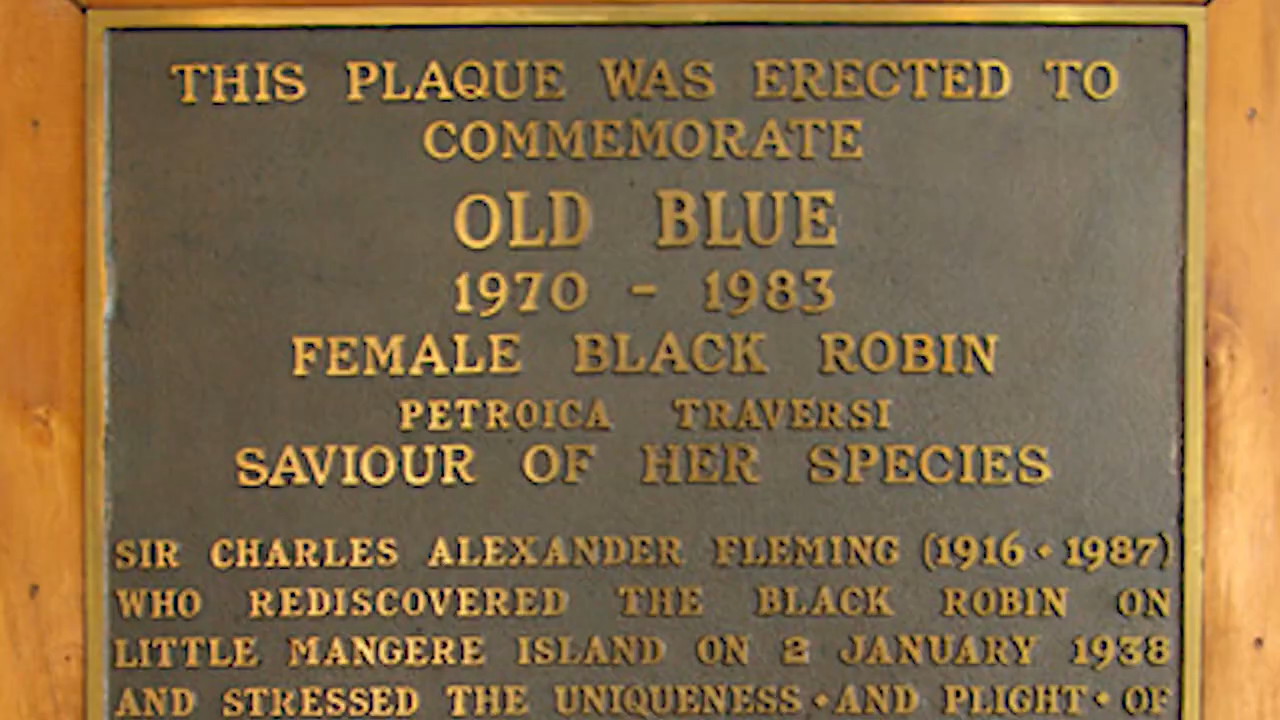 THIS PLAQUE WAS ERECTED TO
COMMEMORATE
OLD BLUE
1970 - 1983
FEMALE BLACK ROBIN
PETROICA TRAVERSI
SAVIOUR OF HER SPECIES
SIR CHARLES ALEXANDER FLEMING (1916 • 1987)
WHO REDISCOVERED THE BLACK ROBIN ON
LITTLE MANGERE ISLAND ON 2 JANUARY 1938
AND STRESSED THE UNIQUENESS • AND PLIGHT • OF